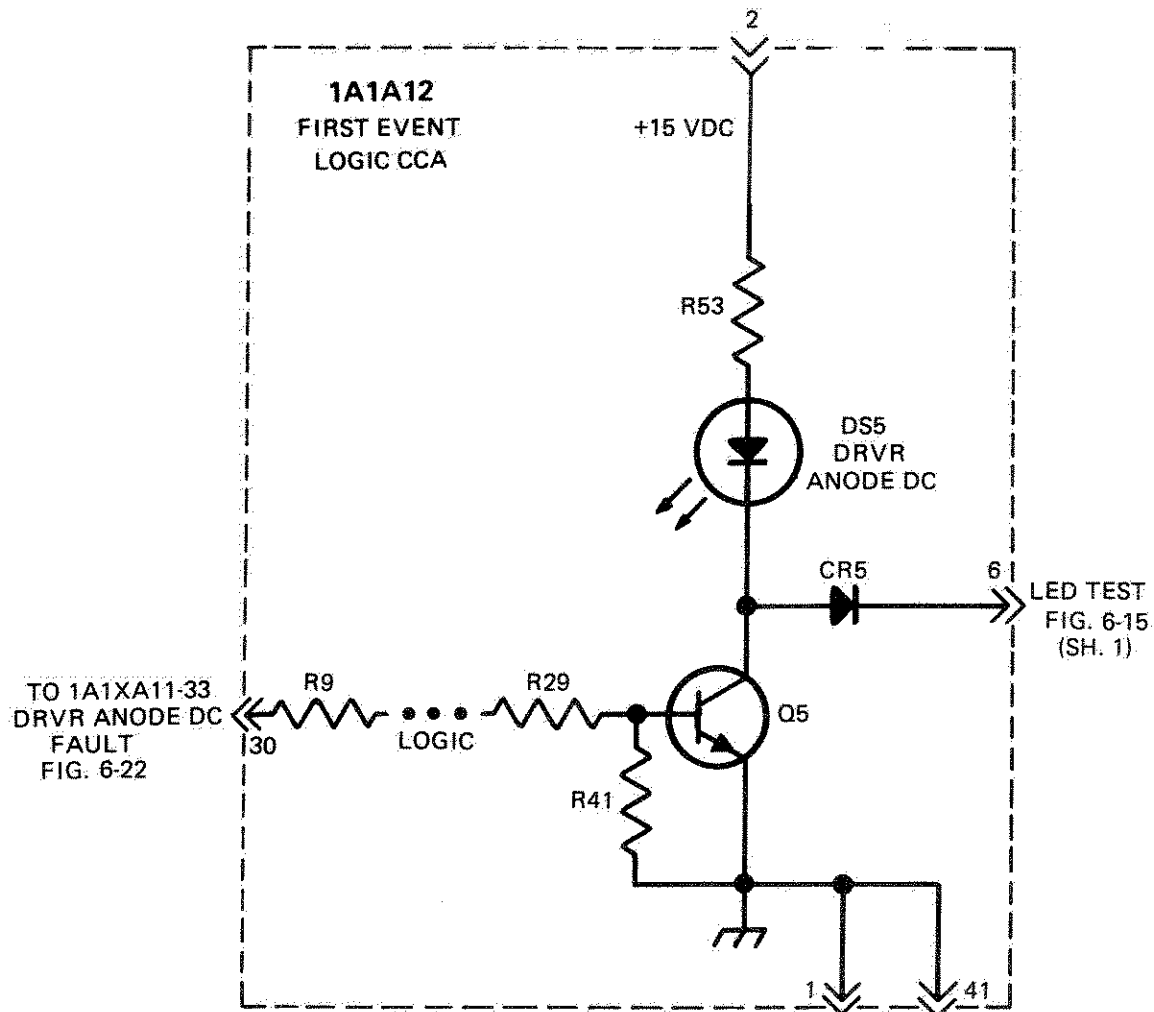 2
1A1A12
FIRST EVENT
LOGIC CCA
+15 VDC
R53
DS5
DRVR
ANODE DC
CR5
6
LED TEST
FIG. 6-15
(SH. 1)
TO 1A1XA11-33
DRVR ANODE DC
FAULT
FIG. 6-22
30
R9
LOGIC
R29
Q5
R41
1
41